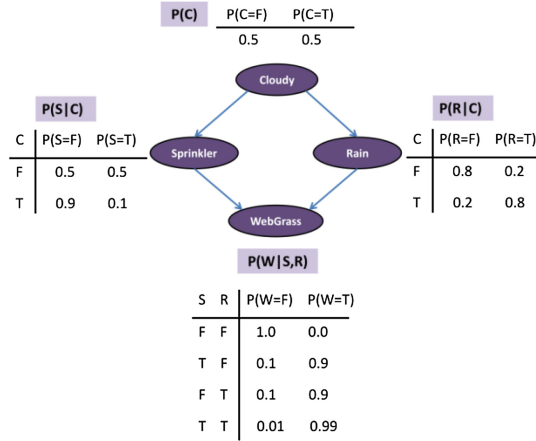 P(C) P(C=F) P(C=T)
0.5 0.5
Cloudy
P(S|C)
C P(S=F) P(S=T)
F 0.5 0.5
T 0.9 0.1
Sprinkler
Rain
P(R|C)
C P(R=F) P(R=T)
F 0.8 0.2
T 0.2 0.8
WebGrass
P(W|S,R)
S R P(W=F) P(W=T)
F F 1.0 0.0
T F 0.1 0.9
F T 0.1 0.9
T T 0.01 0.99